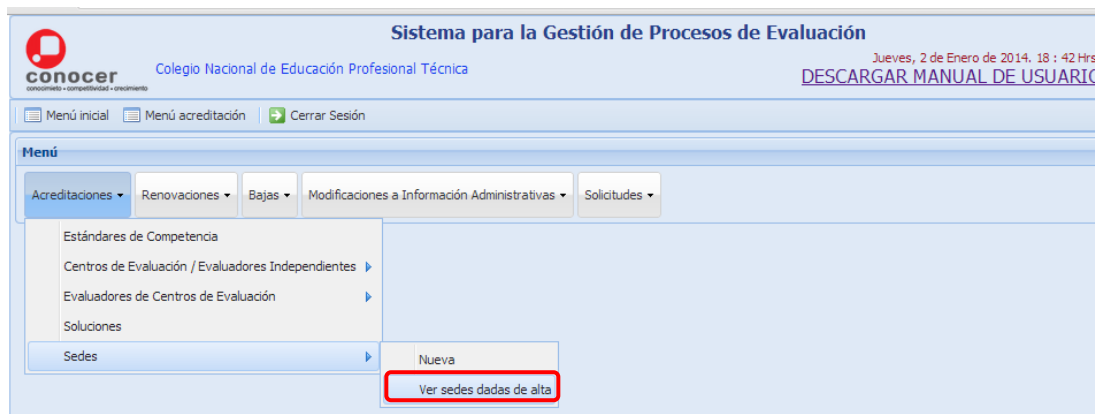 Sistema para la Gestión de Procesos de Evaluación
Jueves, 2 de Enero de 2014. 18 : 42 Hrs
conocer
conocimiento - competitividad - crecimiento
Colegio Nacional de Educación Profesional Técnica
DESCARGAR MANUAL DE USUARIO
Menú inicial Menú acreditación Cerrar Sesión
Menú
Acreditaciones Renovaciones Bajas Modificaciones a Información Administrativas Solicitudes
Estándares de Competencia
Centros de Evaluación / Evaluadores Independientes
Evaluadores de Centros de Evaluación
Soluciones
Sedes
Nueva
Ver sedes dadas de alta